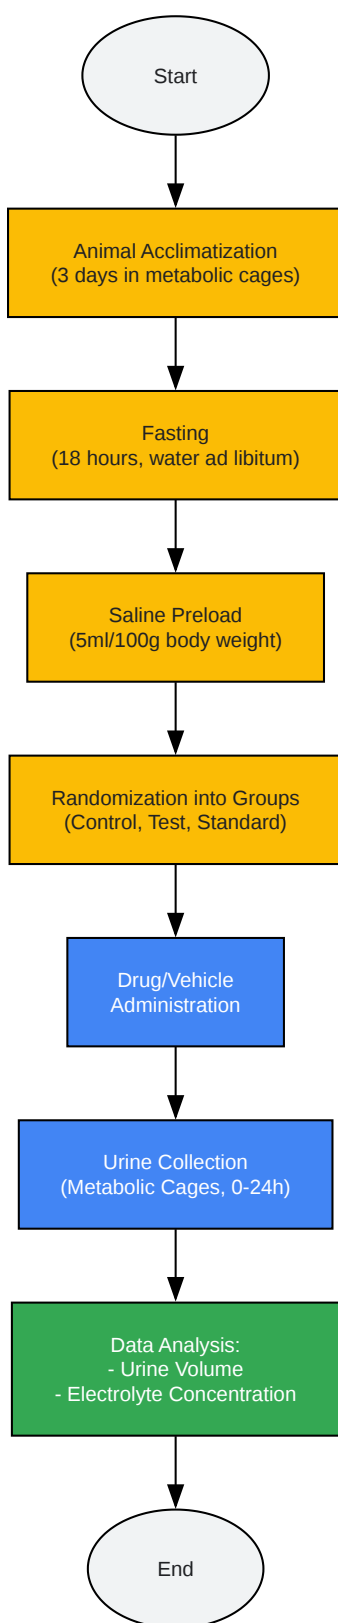 Start
Animal Acclimatization
(3 days in metabolic cages)
Fasting
(18 hours, water ad libitum)
Saline Preload
(5ml/100g body weight)
Randomization into Groups
(Control, Test, Standard)
Drug/Vehicle
Administration
Urine Collection
(Metabolic Cages, 0-24h)
Data Analysis:
- Urine Volume
- Electrolyte Concentration
End